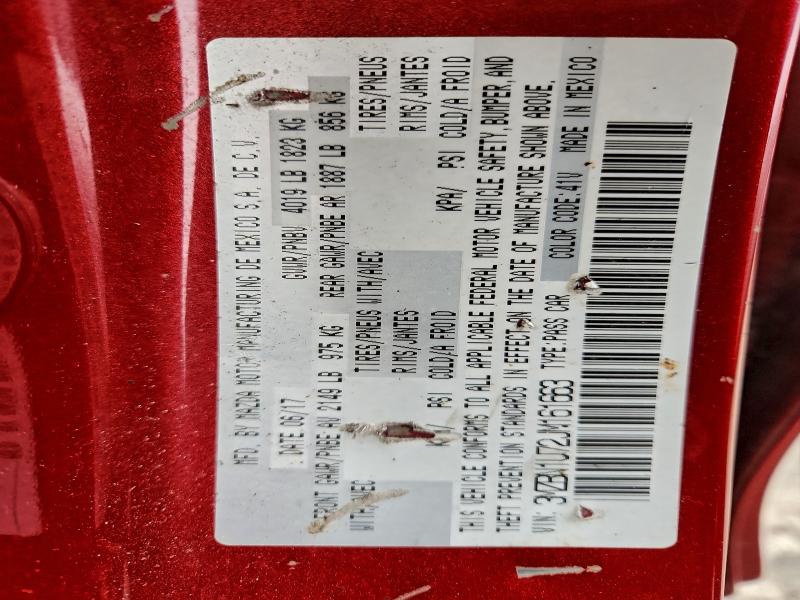 MFD. BY MAZDA MOTOR MANUFACTURING DE MEXICO S.A. DE C.V.
DATE 06/17 GVWR/PNBV 4019 LB 1823 KG
FRONT GAWR/PNBE AV 2149 LB 975 KG REAR GAWR/PNBE AR 1887 LB 856 KG
WITH/AVEC TIRES/PNEUS WITH/AVEC TIRES/PNEUS
RIMS/JANTES RIMS/JANTES
PSI COLD/A FROID KPA/ PSI COLD/A FROID
THIS VEHICLE CONFORMS TO ALL APPLICABLE FEDERAL MOTOR VEHICLE SAFETY, BUMPER, AND
THEFT PREVENTION STANDARDS IN EFFECT ON THE DATE OF MANUFACTURE SHOWN ABOVE.
VIN: 3MZBN1U72JM161663 TYPE:PASS CAR COLOR CODE:41V MADE IN MEXICO